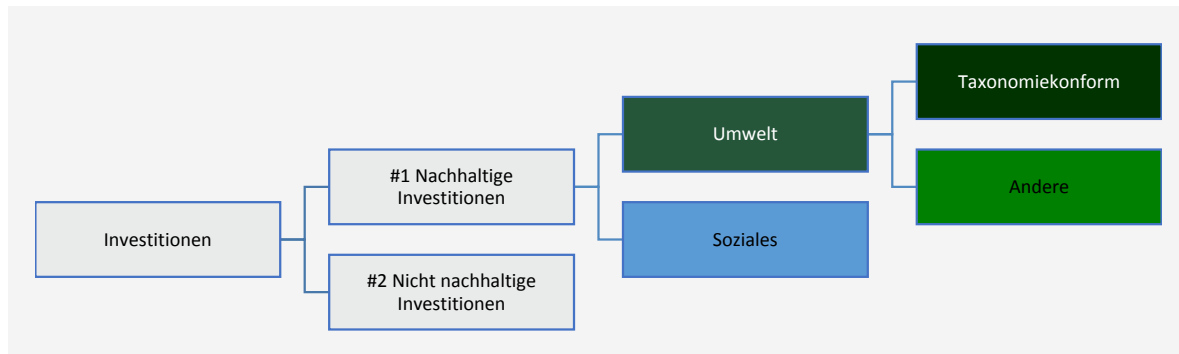 Investitionen
#1 Nachhaltige
Investitionen
#2 Nicht nachhaltige
Investitionen
Umwelt
Soziales
Taxonomiekonform
Andere